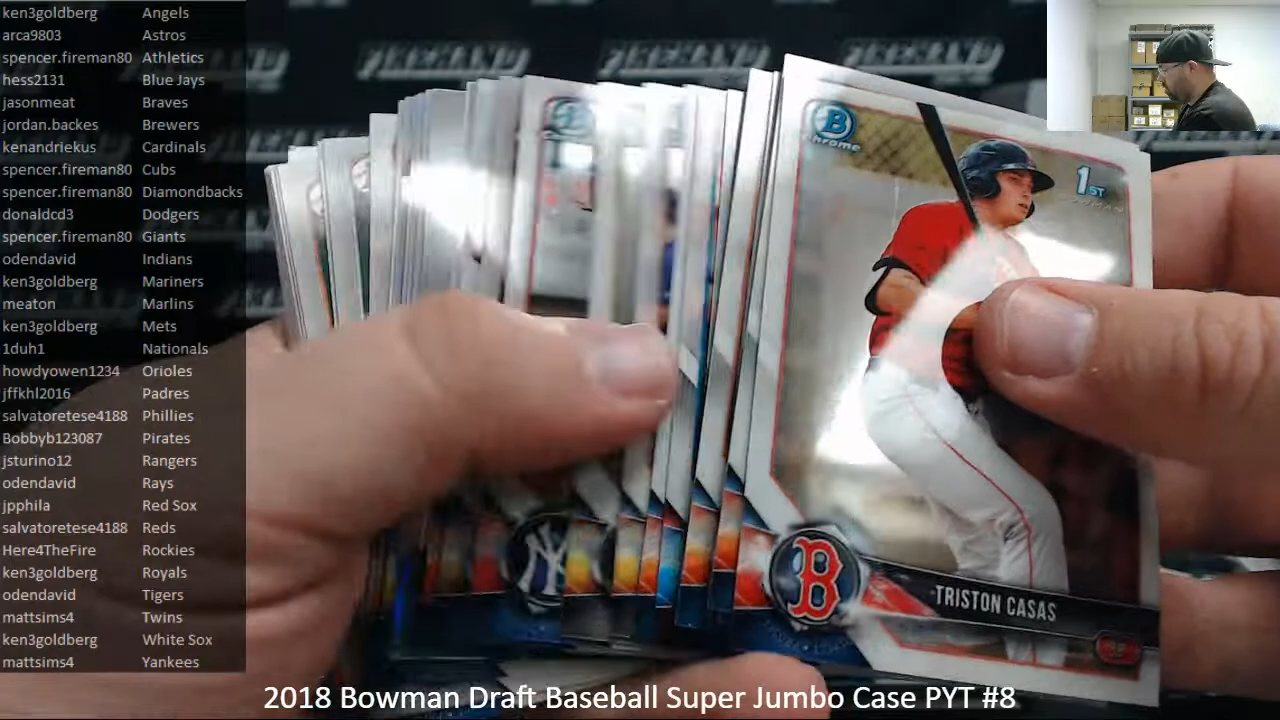 ken3goldberg Angels
arca9803 Astros
spencer.fireman80 Athletics
hess2131 Blue Jays
jasonmeat Braves
jordan.backes Brewers
kenandriekus Cardinals
spencer.fireman80 Cubs
spencer.fireman80 Diamondbacks
donaldcd3 Dodgers
spencer.fireman80 Giants
odendavid Indians
ken3goldberg Mariners
meaton Marlins
ken3goldberg Mets
1duh1 Nationals
howdyowen1234 Orioles
jffkhl2016 Padres
salvatoretese4188 Phillies
Bobbyb123087 Pirates
jsturino12 Rangers
odendavid Rays
jpphila Red Sox
salvatoretese4188 Reds
Here4TheFire Rockies
ken3goldberg Royals
odendavid Tigers
mattsims4 Twins
ken3goldberg White Sox
mattsims4 Yankees
FIREHAND FIREHAND FIREHAND
B
chrome
1ST
BOWMAN
NY
B
TRISTON CASAS
2018 Bowman Draft Baseball Super Jumbo Case PYT #8